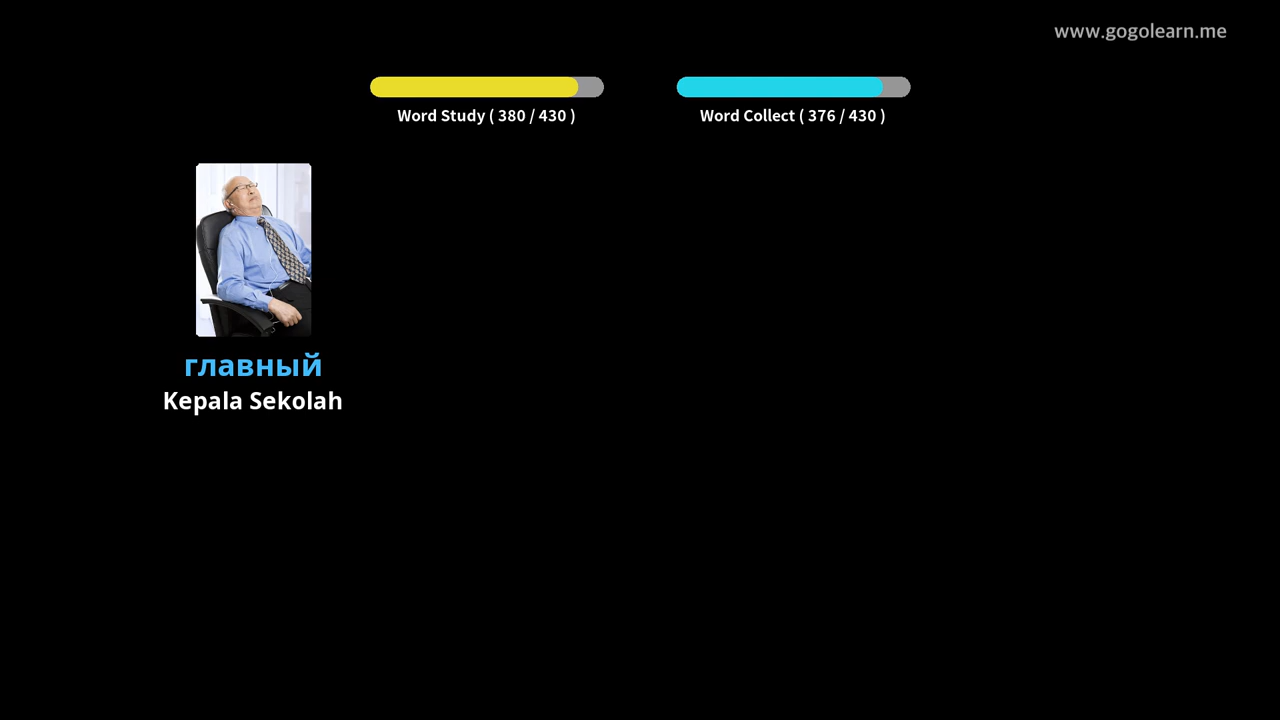 www.gogolearn.me
Word Study ( 380 / 430 )
Word Collect ( 376 / 430 )
главный
Kepala Sekolah